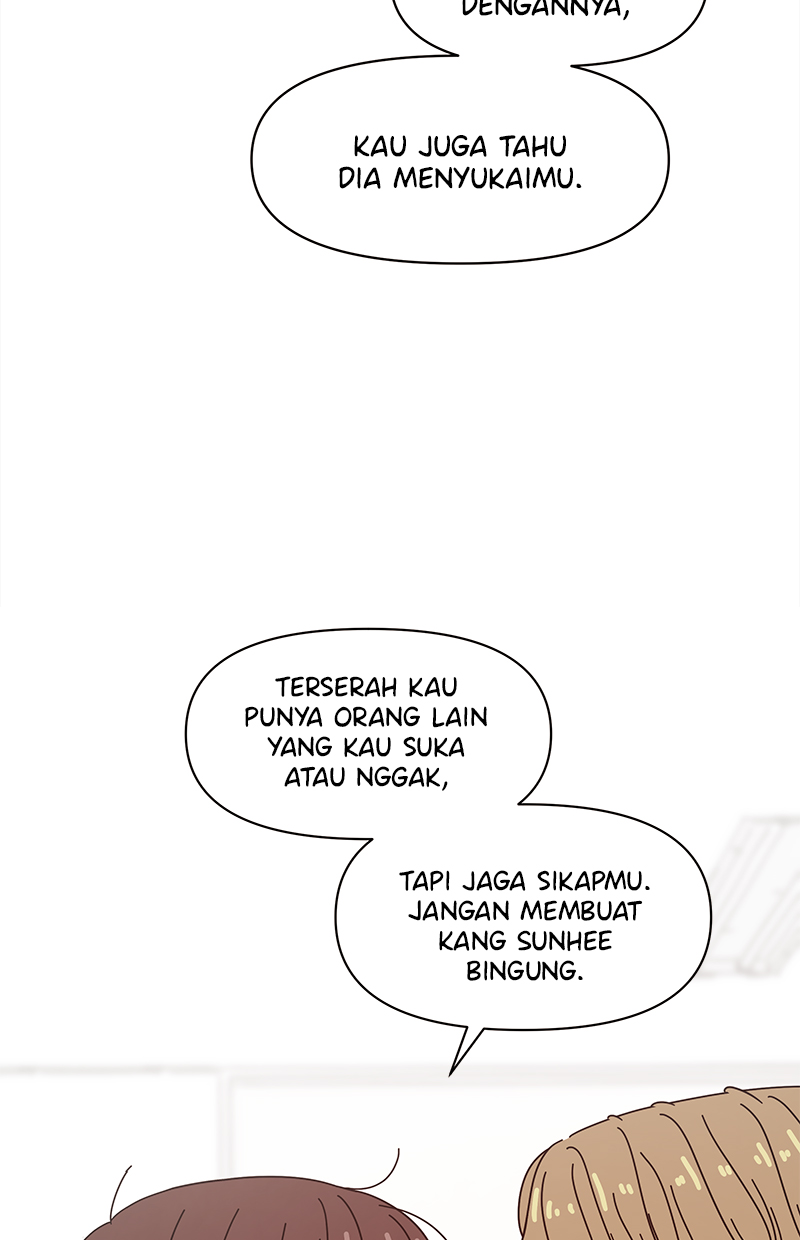 DENGANNYA,
KAU JUGA TAHU
DIA MENYUKAIMU.
TERSERAH KAU
PUNYA ORANG LAIN
YANG KAU SUKA
ATAU NGGAK,
TAPI JAGA SIKAPMU.
JANGAN MEMBUAT
KANG SUNHEE
BINGUNG.